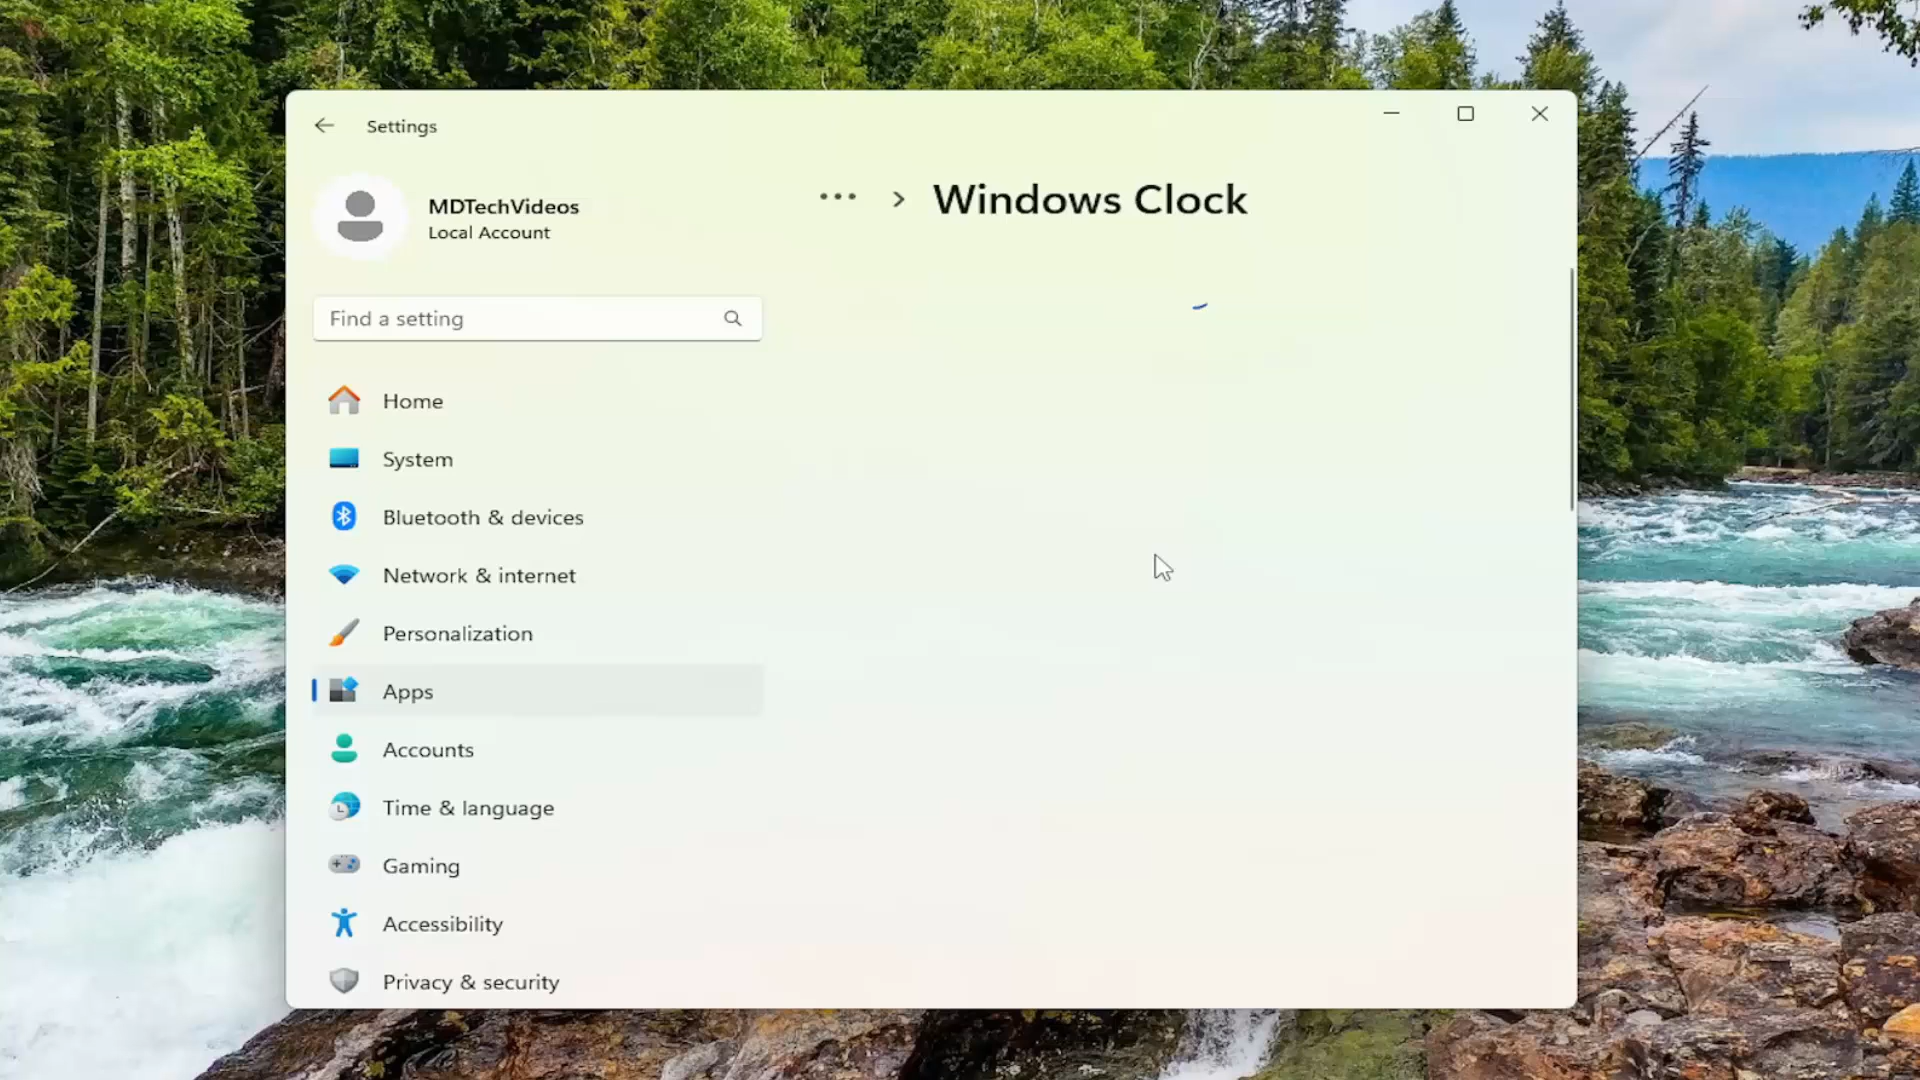 Settings
MDTechVideos
Local Account
Windows Clock
Find a setting
Home
System
Bluetooth & devices
Network & internet
Personalization
Apps
Accounts
Time & language
Gaming
Accessibility
Privacy & security